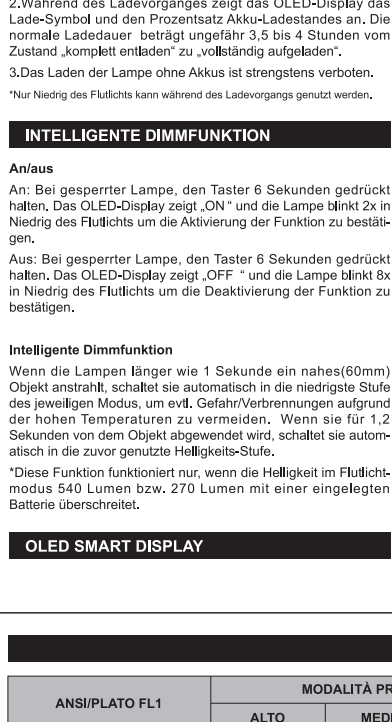 2.Während des Ladevorganges zeigt das OLED-Display das
Lade-Symbol und den Prozentsatz Akku-Ladestandes an. Die
normale Ladedauer beträgt ungefähr 3,5 bis 4 Stunden vom
Zustand „komplett entladen“ zu „vollständig aufgeladen“.
3.Das Laden der Lampe ohne Akkus ist strengstens verboten.
*Nur Niedrig des Flutlichts kann während des Ladevorgangs genutzt werden.
INTELLIGENTE DIMMFUNKTION
An/aus
An: Bei gesperrter Lampe, den Taster 6 Sekunden gedrückt
halten. Das OLED-Display zeigt „ON “ und die Lampe blinkt 2x in
Niedrig des Flutlichts um die Aktivierung der Funktion zu bestäti-
gen.
Aus: Bei gesperrter Lampe, den Taster 6 Sekunden gedrückt
halten. Das OLED-Display zeigt „OFF “ und die Lampe blinkt 8x
in Niedrig des Flutlichts um die Deaktivierung der Funktion zu
bestätigen.
Intelligente Dimmfunktion
Wenn die Lampen länger wie 1 Sekunde ein nahes(60mm)
Objekt anstrahlt, schaltet sie automatisch in die niedrigste Stufe
des jeweiligen Modus, um evtl. Gefahr/Verbrennungen aufgrund
der hohen Temperaturen zu vermeiden. Wenn sie für 1,2
Sekunden von dem Objekt abgewendet wird, schaltet sie autom-
atisch in die zuvor genutzte Helligkeits-Stufe.
*Diese Funktion funktioniert nur, wenn die Helligkeit im Flutlicht-
modus 540 Lumen bzw. 270 Lumen mit einer eingelegten
Batterie überschreitet.
OLED SMART DISPLAY
ANSI/PLATO FL1
MODALITÀ PR
ALTO
MED